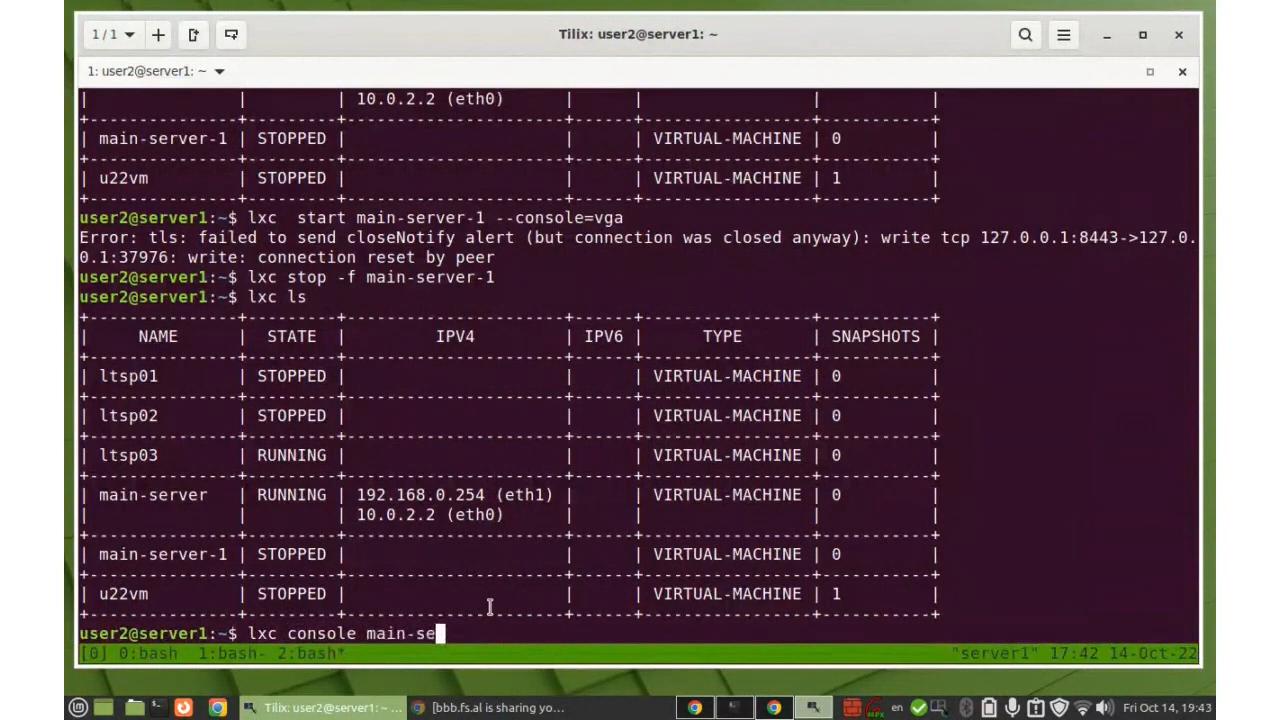 1 / 1
Tilix: user2@server1: ~
1: user2@server1: ~
|               |         | 10.0.2.2 (eth0)       |      |                 |           |
+---------------+---------+-----------------------+------+-----------------+-----------+
| main-server-1 | STOPPED |                       |      | VIRTUAL-MACHINE | 0         |
+---------------+---------+-----------------------+------+-----------------+-----------+
| u22vm         | STOPPED |                       |      | VIRTUAL-MACHINE | 1         |
+---------------+---------+-----------------------+------+-----------------+-----------+
user2@server1:~$ lxc  start main-server-1 --console=vga
Error: tls: failed to send closeNotify alert (but connection was closed anyway): write tcp 127.0.0.1:8443->127.0.
0.1:37976: write: connection reset by peer
user2@server1:~$ lxc stop -f main-server-1
user2@server1:~$ lxc ls
+---------------+---------+-----------------------+------+-----------------+-----------+
|     NAME      |  STATE  |         IPV4          | IPV6 |      TYPE       | SNAPSHOTS |
+---------------+---------+-----------------------+------+-----------------+-----------+
| ltsp01        | STOPPED |                       |      | VIRTUAL-MACHINE | 0         |
+---------------+---------+-----------------------+------+-----------------+-----------+
| ltsp02        | STOPPED |                       |      | VIRTUAL-MACHINE | 0         |
+---------------+---------+-----------------------+------+-----------------+-----------+
| ltsp03        | RUNNING |                       |      | VIRTUAL-MACHINE | 0         |
+---------------+---------+-----------------------+------+-----------------+-----------+
| main-server   | RUNNING | 192.168.0.254 (eth1)  |      | VIRTUAL-MACHINE | 0         |
|               |         | 10.0.2.2 (eth0)       |      |                 |           |
+---------------+---------+-----------------------+------+-----------------+-----------+
| main-server-1 | STOPPED |                       |      | VIRTUAL-MACHINE | 0         |
+---------------+---------+-----------------------+------+-----------------+-----------+
| u22vm         | STOPPED |                       |      | VIRTUAL-MACHINE | 1         |
+---------------+---------+-----------------------+------+-----------------+-----------+
user2@server1:~$ lxc console main-se
[0] 0:bash  1:bash- 2:bash* "server1" 17:42 14-Oct-22
Tilix: user2@server1: ~ ... [bbb.fs.al is sharing yo... en Fri Oct 14, 19:43